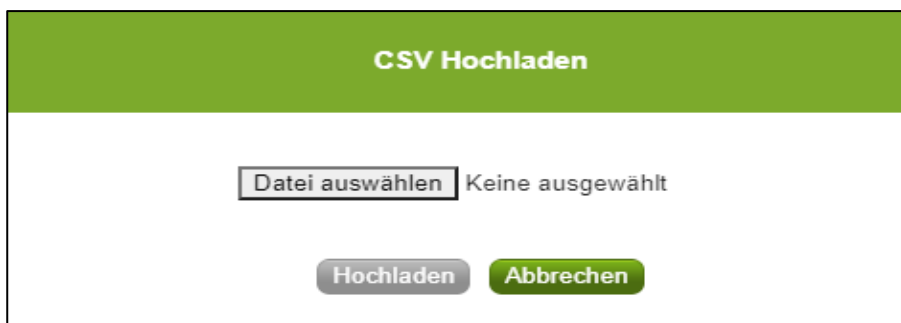 CSV Hochladen
Datei auswählen Keine ausgewählt
Hochladen Abbrechen